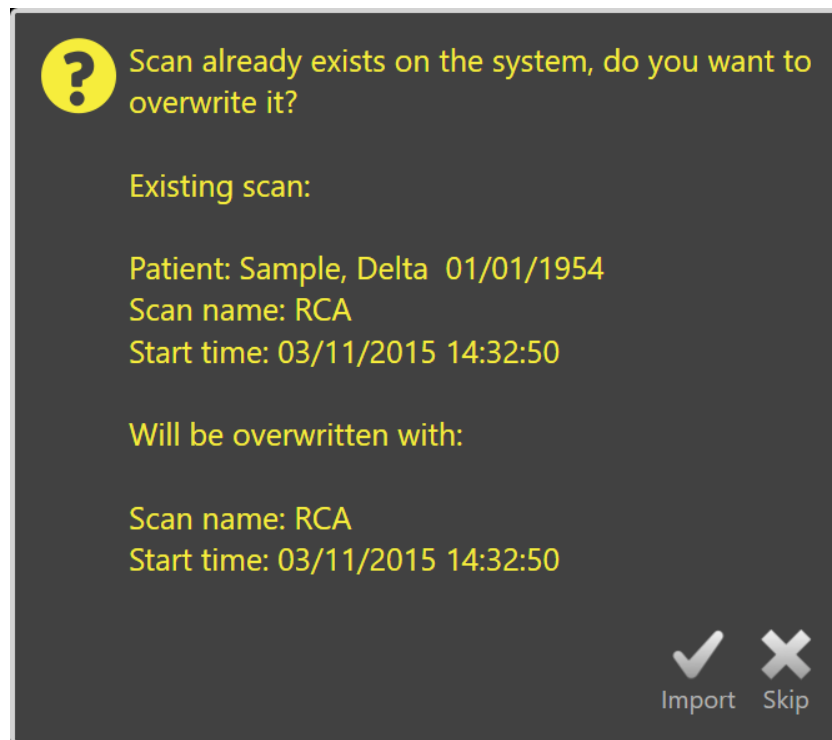 ?
Scan already exists on the system, do you want to
overwrite it?
Existing scan:
Patient: Sample, Delta  01/01/1954
Scan name: RCA
Start time: 03/11/2015 14:32:50
Will be overwritten with:
Scan name: RCA
Start time: 03/11/2015 14:32:50
Import Skip